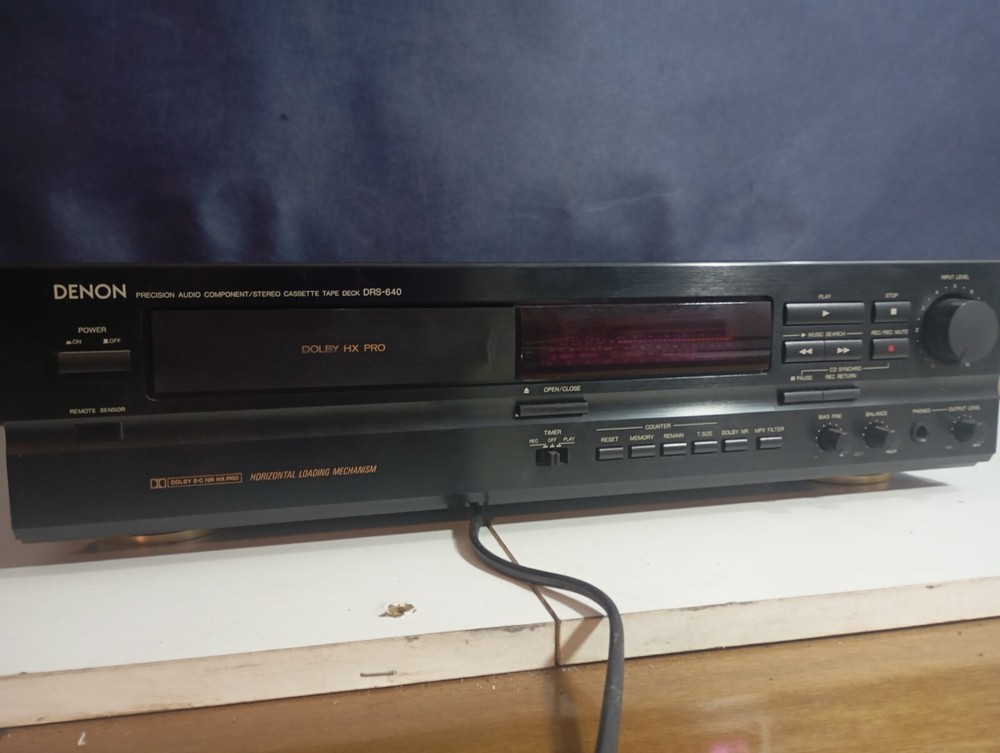 DENON PRECISION AUDIO COMPONENT/STEREO CASSETTE TAPE DECK DRS-640
POWER
ON OFF
REMOTE SENSOR
DOLBY HX PRO
OPEN/CLOSE
PLAY STOP
MUSIC SEARCH REC/REC MUTE
CD SYNCHRO
PAUSE REC RETURN
INPUT LEVEL
TIMER
REC OFF PLAY
COUNTER
RESET MEMORY REMAIN T.SIZE DOLBY NR MPX FILTER
BIAS FINE BALANCE PHONES OUTPUT LEVEL
DOLBY B-C NR HX PRO HORIZONTAL LOADING MECHANISM